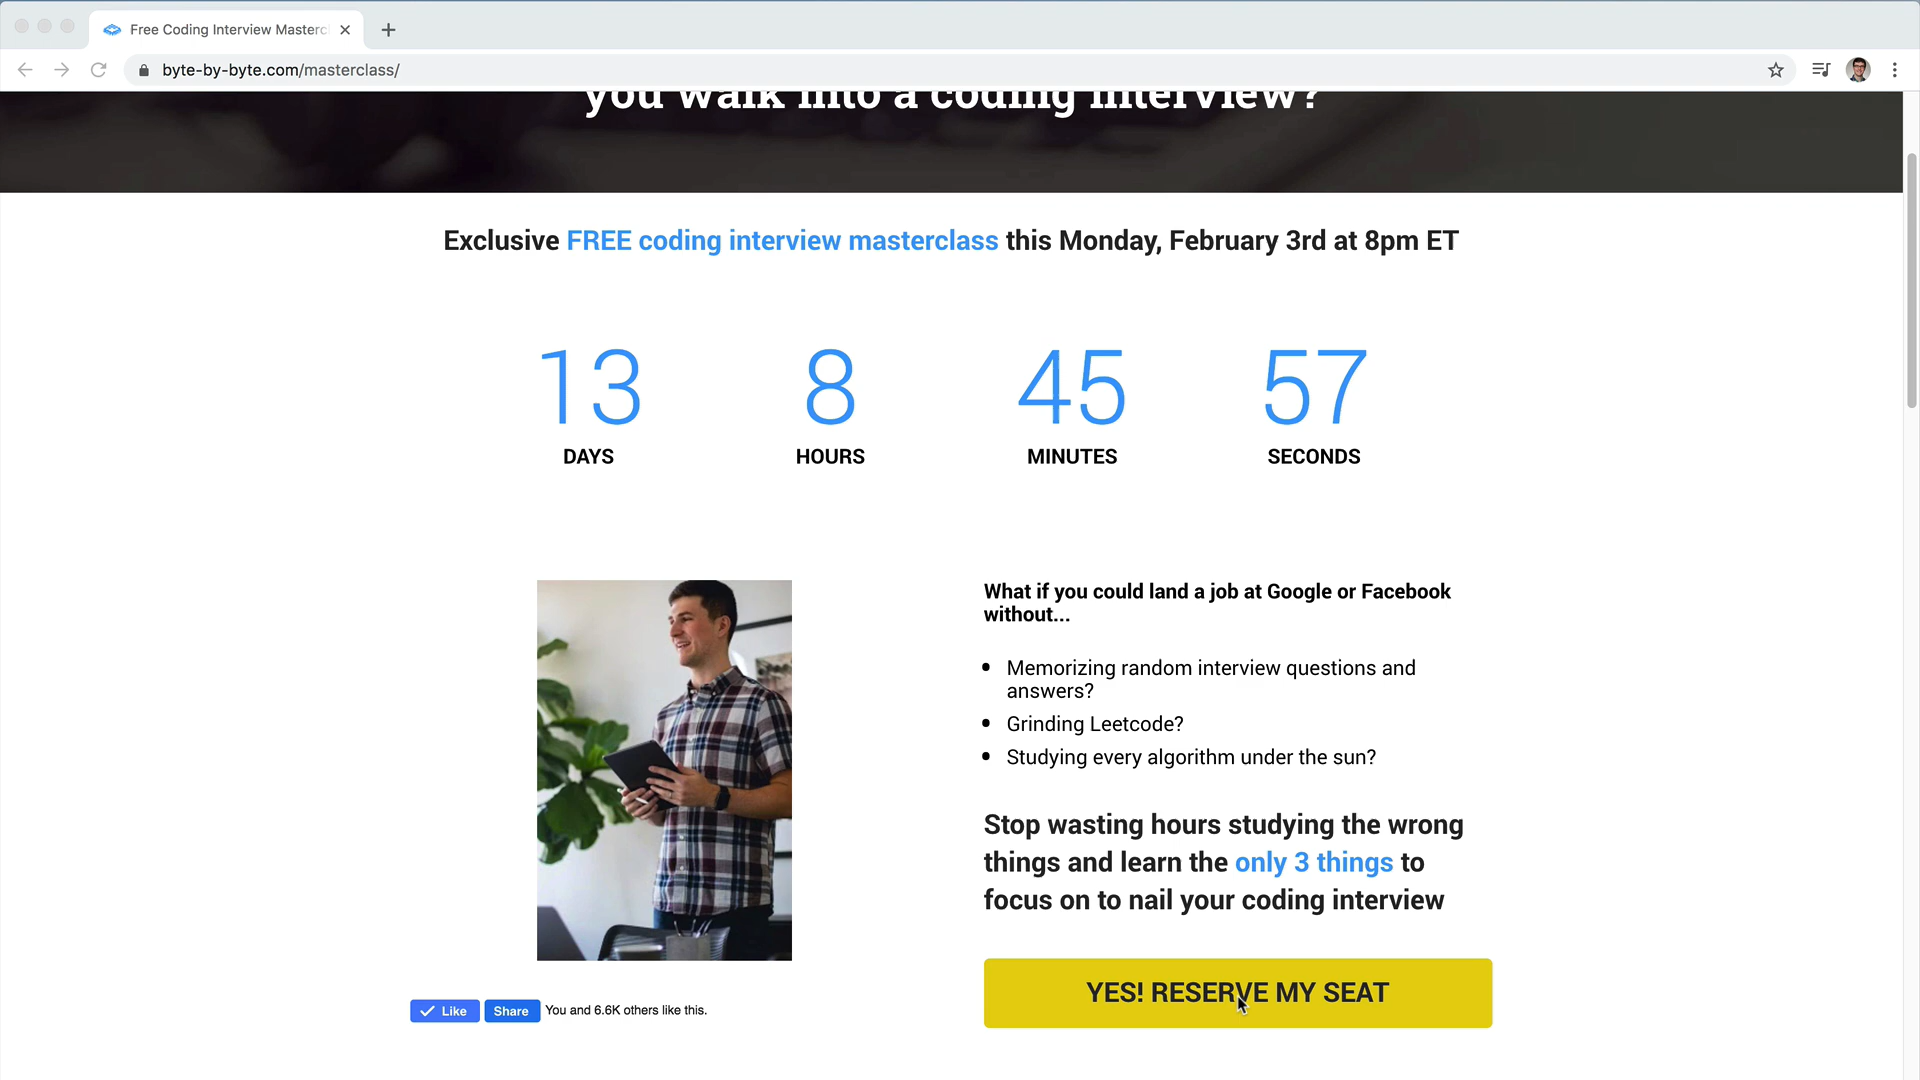 Free Coding Interview Masterc
byte-by-byte.com/masterclass/
you walk into a coding interview?
Exclusive FREE coding interview masterclass this Monday, February 3rd at 8pm ET
13 8 45 57
DAYS HOURS MINUTES SECONDS
What if you could land a job at Google or Facebook
without...
Memorizing random interview questions and
answers?
Grinding Leetcode?
Studying every algorithm under the sun?
Stop wasting hours studying the wrong
things and learn the only 3 things to
focus on to nail your coding interview
YES! RESERVE MY SEAT
Like Share You and 6.6K others like this.